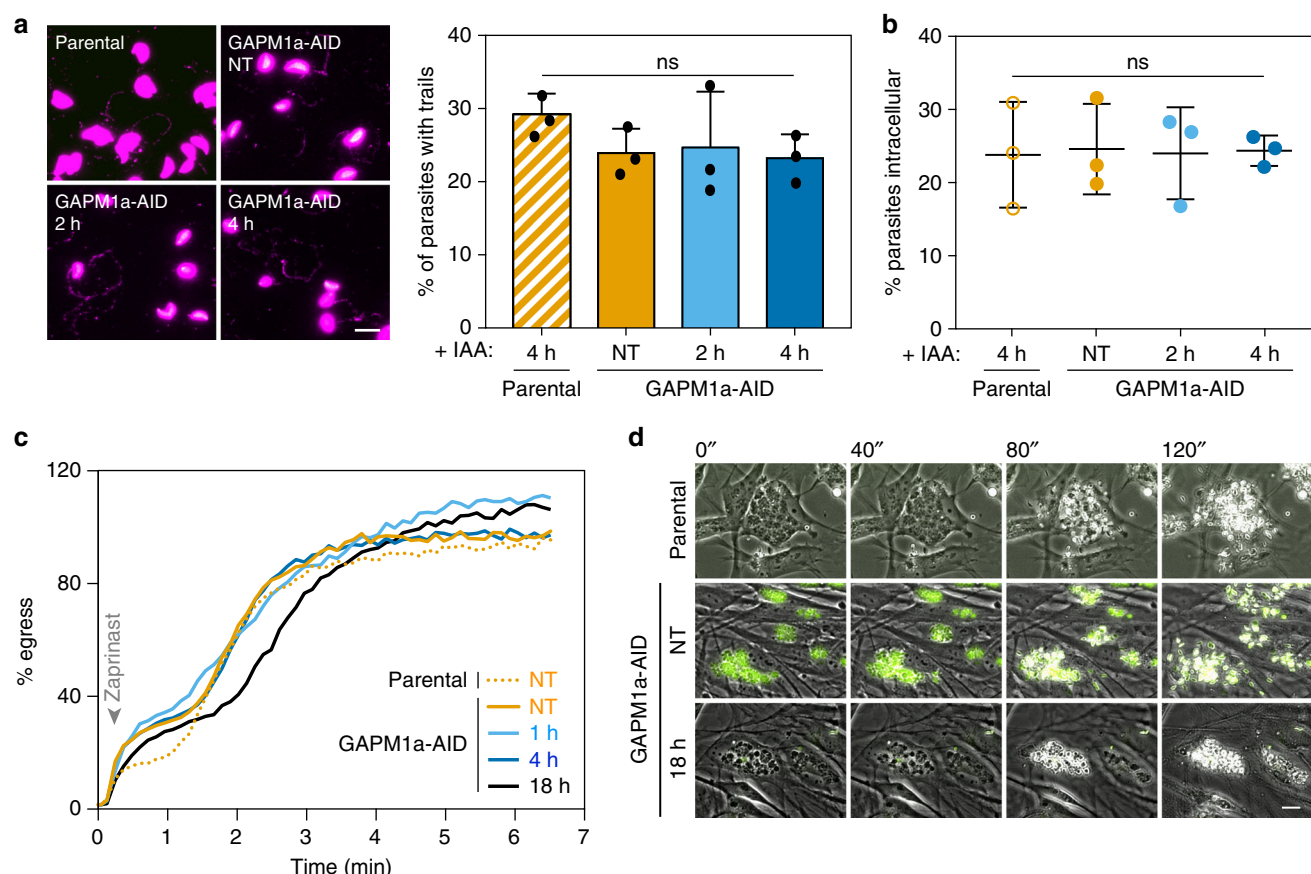 a
Parental
GAPM1a-AID
NT
GAPM1a-AID
2 h
GAPM1a-AID
4 h
% of parasites with trails
40
30
20
10
0
ns
+ IAA: 4 h NT 2 h 4 h
Parental GAPM1a-AID
b
% parasites intracellular
40
30
20
10
0
ns
+ IAA: 4 h NT 2 h 4 h
Parental GAPM1a-AID
c
% egress
120
80
40
0
Zaprinast
Parental NT
GAPM1a-AID NT
1 h
4 h
18 h
0 1 2 3 4 5 6 7
Time (min)
d
0″ 40″ 80″ 120″
Parental
GAPM1a-AID
NT
18 h